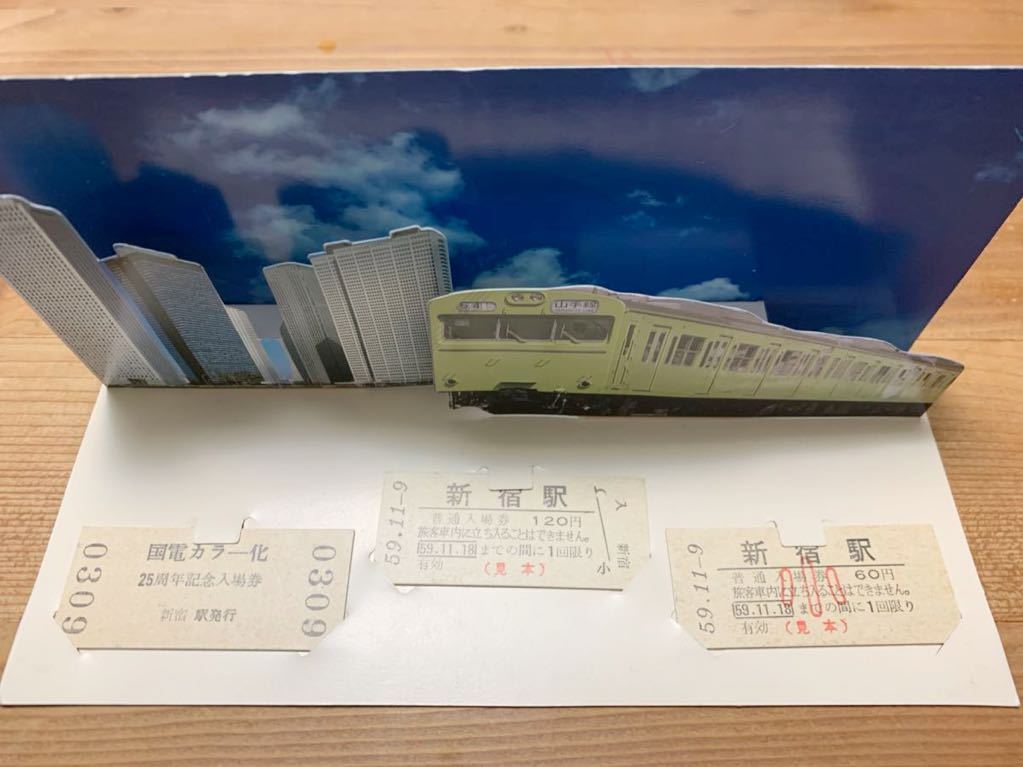 山手線
0309
国電カラー化
25周年記念入場券
新宿 駅発行
0309
59.11-9
新宿駅
普通入場券 120円
旅客車内に立ち入ることはできません。
59.11.18までの間に1回限り
有効 (見本)
新宿
小
59.11-9
新宿駅
普通入場券 60円
旅客車内に立ち入ることはできません。
59.11.18までの間に1回限り
有効 (見本)
小